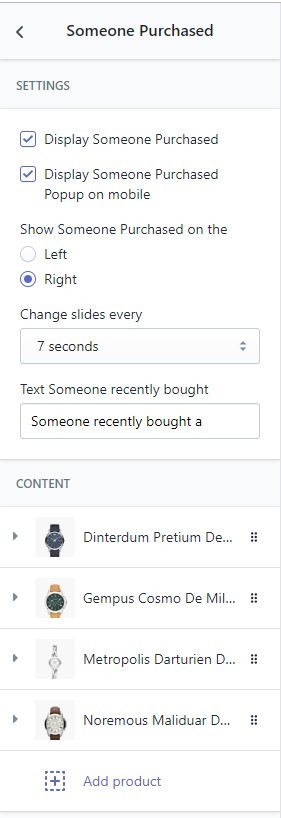 Someone Purchased
SETTINGS
Display Someone Purchased
Display Someone Purchased
Popup on mobile
Show Someone Purchased on the
Left
Right
Change slides every
7 seconds
Text Someone recently bought
Someone recently bought a
CONTENT
Dinterdum Pretium De...
Gempus Cosmo De Mil...
Metropolis Darturien D...
Noremous Maliduar D...
Add product